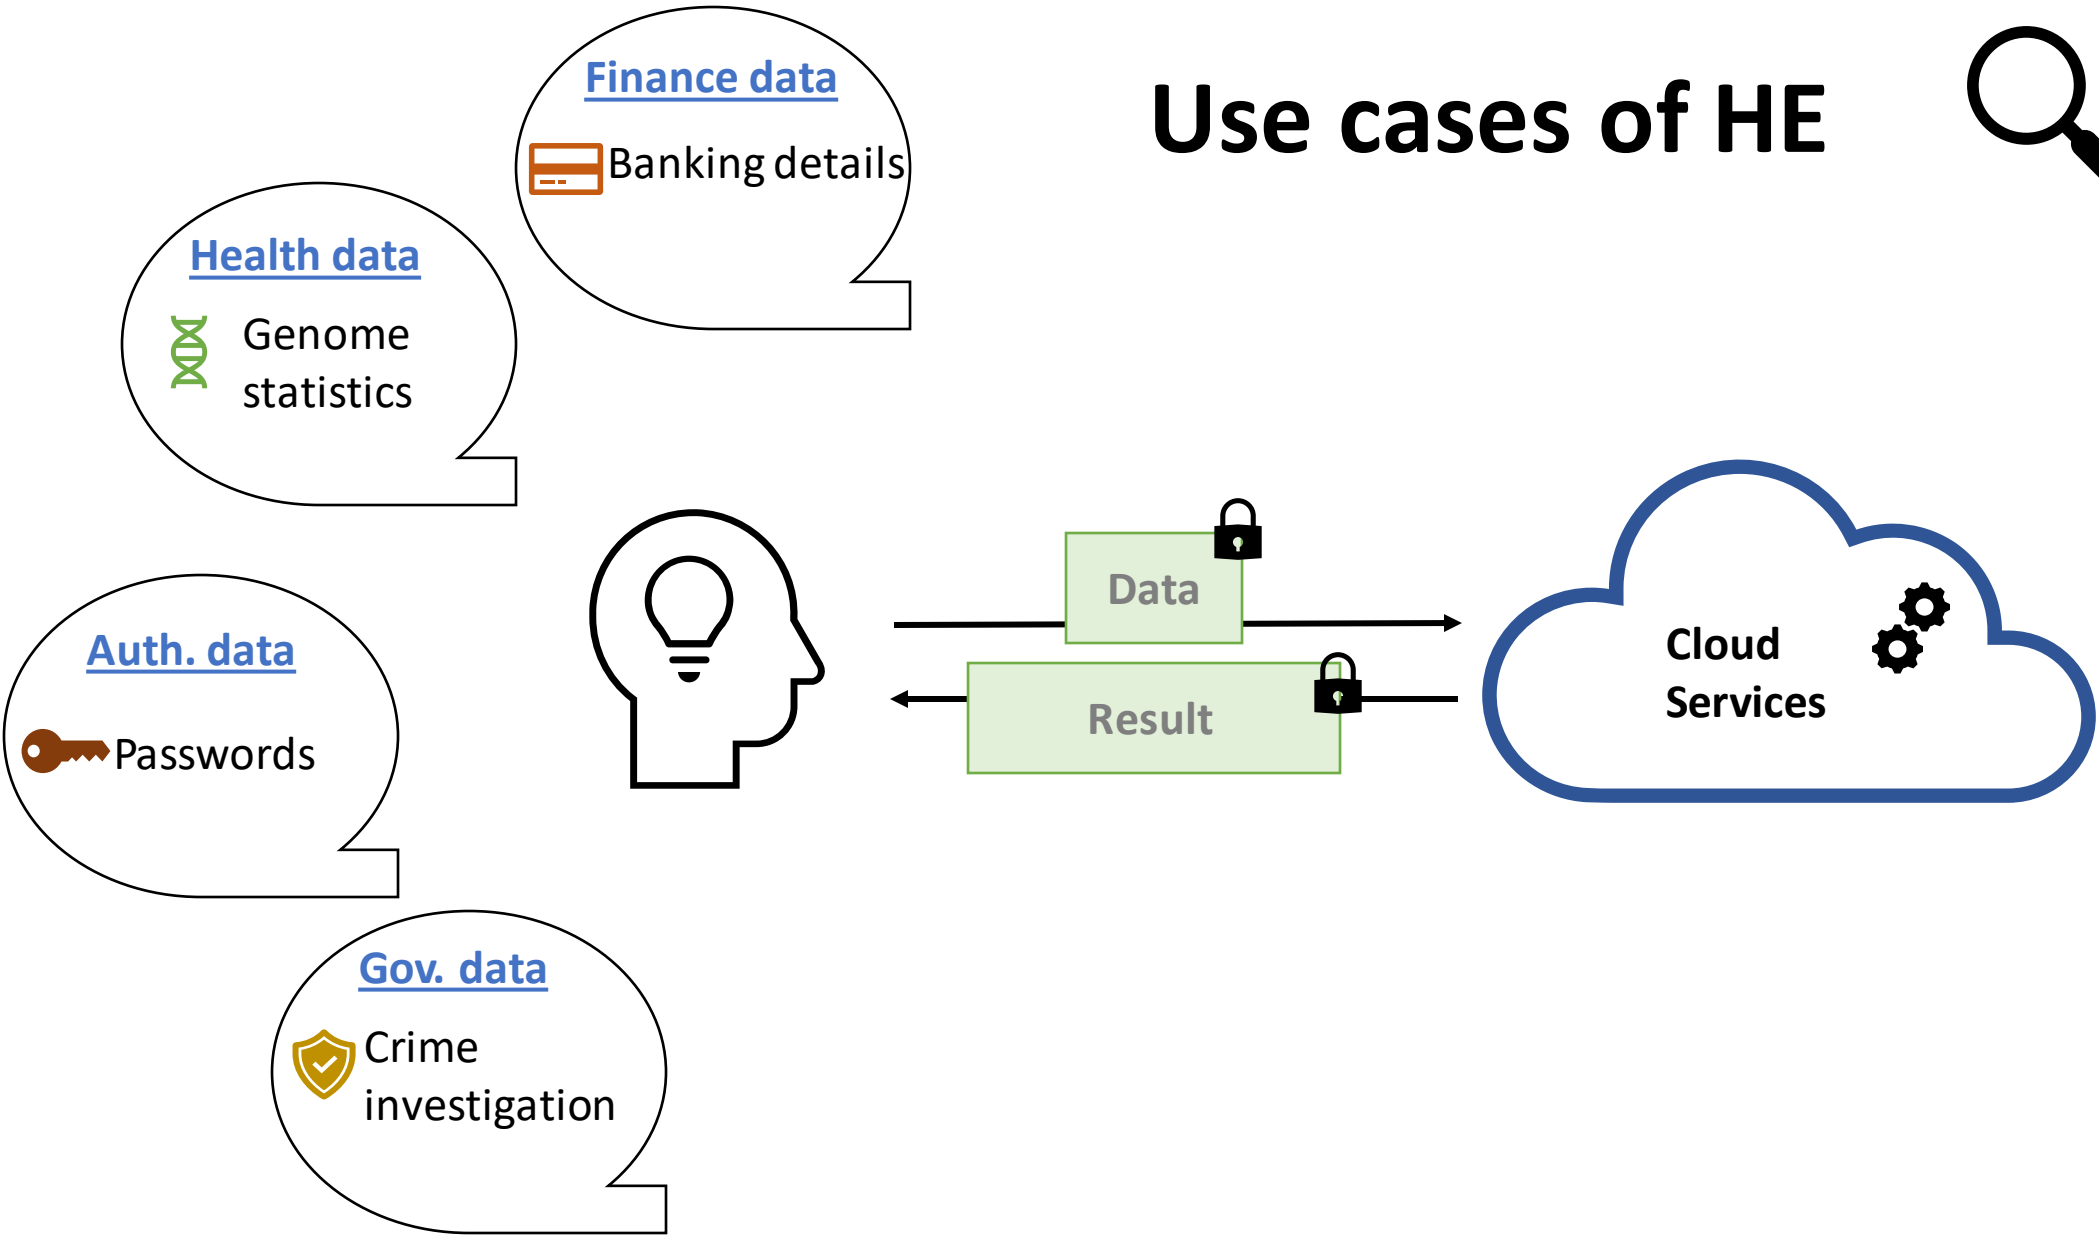 Use cases of HE
Finance data
Banking details
Health data
Genome
statistics
Auth. data
Passwords
Gov. data
Crime
investigation
Data
Result
Cloud
Services